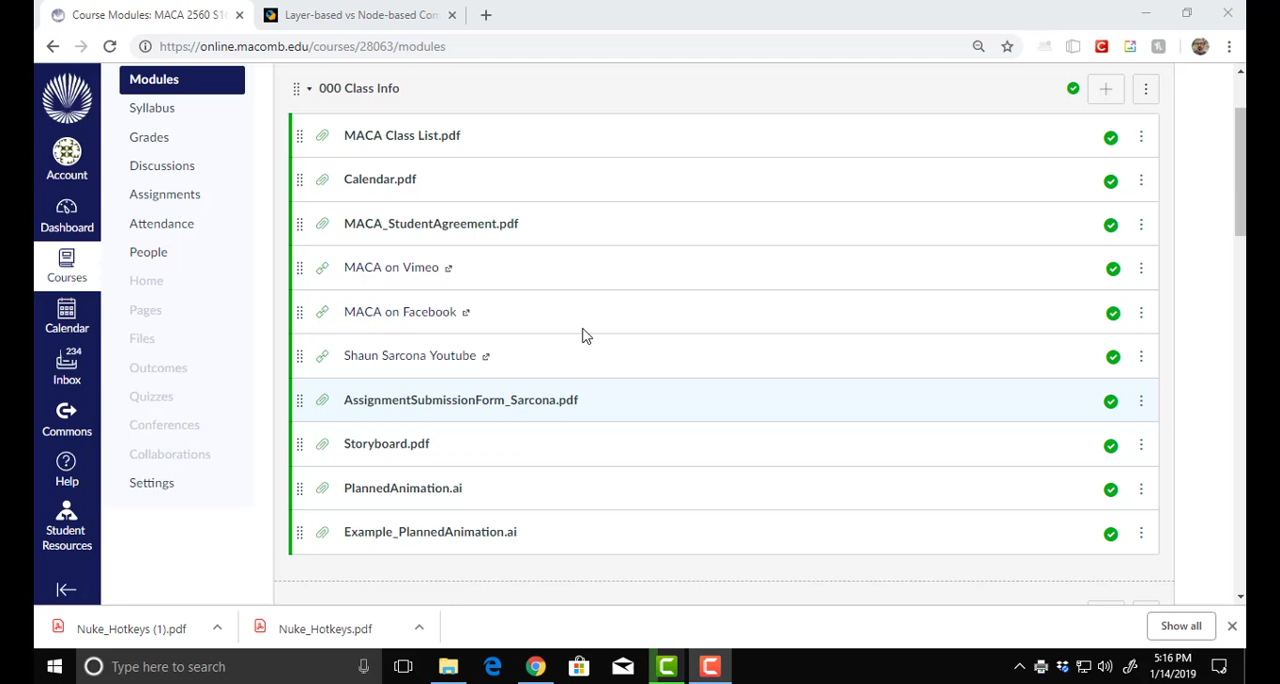 Course Modules: MACA 2560 S1
Layer-based vs Node-based Com
https://online.macomb.edu/courses/28063/modules
Account
Dashboard
Courses
Calendar
234
Inbox
Commons
Help
Student
Resources
Modules
Syllabus
Grades
Discussions
Assignments
Attendance
People
Home
Pages
Files
Outcomes
Quizzes
Conferences
Collaborations
Settings
000 Class Info
MACA Class List.pdf
Calendar.pdf
MACA_StudentAgreement.pdf
MACA on Vimeo
MACA on Facebook
Shaun Sarcona Youtube
AssignmentSubmissionForm_Sarcona.pdf
Storyboard.pdf
PlannedAnimation.ai
Example_PlannedAnimation.ai
Nuke_Hotkeys (1).pdf
Nuke_Hotkeys.pdf
Show all
Type here to search
5:16 PM
1/14/2019